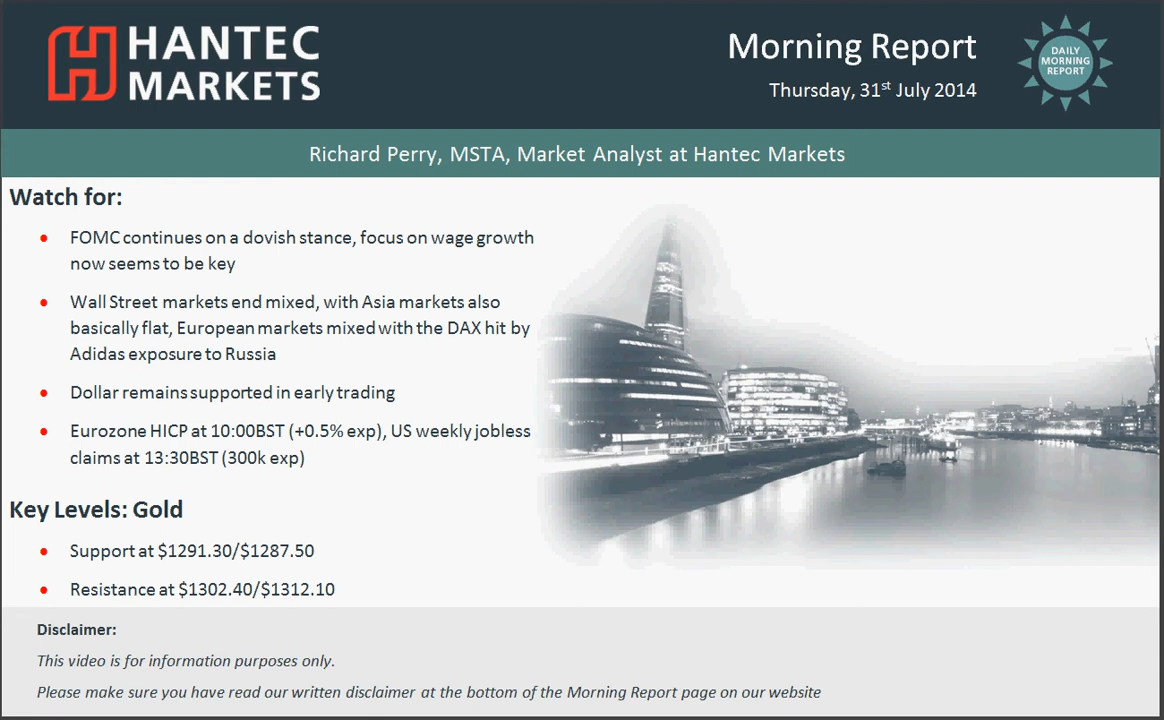 HANTEC
MARKETS
Morning Report
Thursday, 31st July 2014
DAILY
MORNING
REPORT
Richard Perry, MSTA, Market Analyst at Hantec Markets
Watch for:
• FOMC continues on a dovish stance, focus on wage growth
now seems to be key
• Wall Street markets end mixed, with Asia markets also
basically flat, European markets mixed with the DAX hit by
Adidas exposure to Russia
• Dollar remains supported in early trading
• Eurozone HICP at 10:00BST (+0.5% exp), US weekly jobless
claims at 13:30BST (300k exp)
Key Levels: Gold
• Support at $1291.30/$1287.50
• Resistance at $1302.40/$1312.10
Disclaimer:
This video is for information purposes only.
Please make sure you have read our written disclaimer at the bottom of the Morning Report page on our website